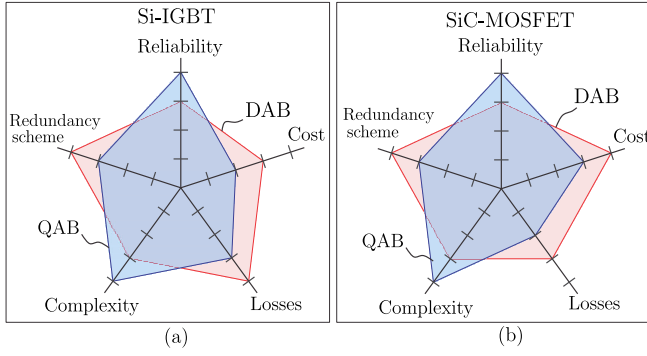 Si-IGBT
Reliability
DAB
Cost
Redundancy
scheme
QAB
Complexity
Losses
(a)
SiC-MOSFET
Reliability
DAB
Cost
Redundancy
scheme
QAB
Complexity
Losses
(b)